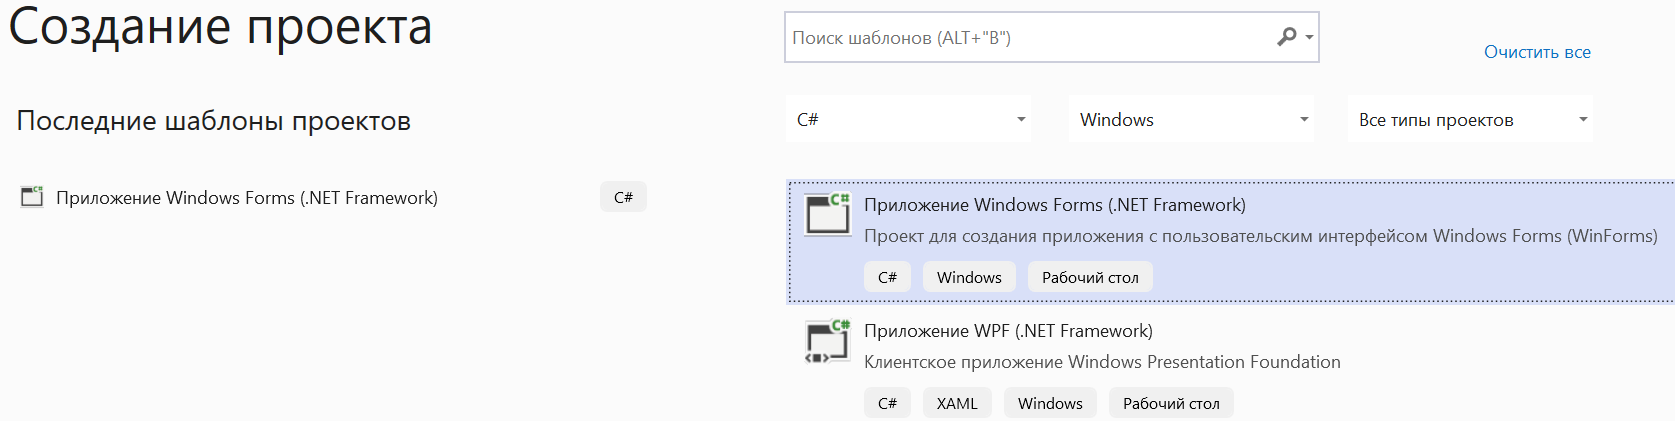 Создание проекта
Последние шаблоны проектов
Приложение Windows Forms (.NET Framework)
C#
Поиск шаблонов (ALT+"B")
Очистить все
C#
Windows
Все типы проектов
C#
Приложение Windows Forms (.NET Framework)
Проект для создания приложения с пользовательским интерфейсом Windows Forms (WinForms)
C#
Windows
Рабочий стол
C#
Приложение WPF (.NET Framework)
Клиентское приложение Windows Presentation Foundation
C#
XAML
Windows
Рабочий стол